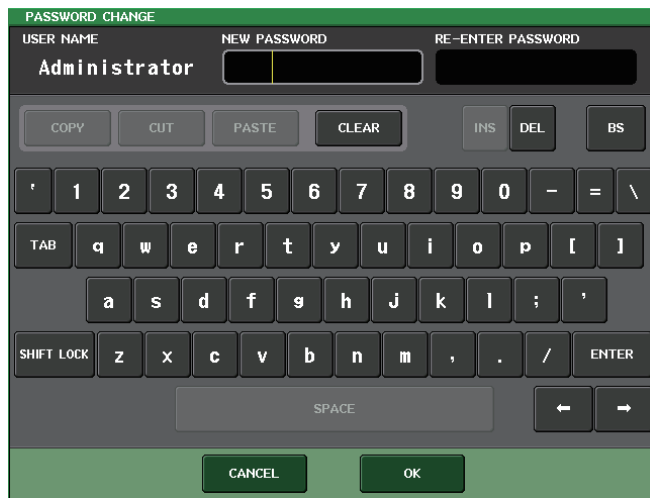 PASSWORD CHANGE
USER NAME NEW PASSWORD RE-ENTER PASSWORD
Administrator
COPY CUT PASTE CLEAR INS DEL BS
' 1 2 3 4 5 6 7 8 9 0 - = \
TAB q w e r t y u i o p [ ]
a s d f g h j k l ; '
SHIFT LOCK z x c v b n m , . / ENTER
SPACE ← →
CANCEL OK